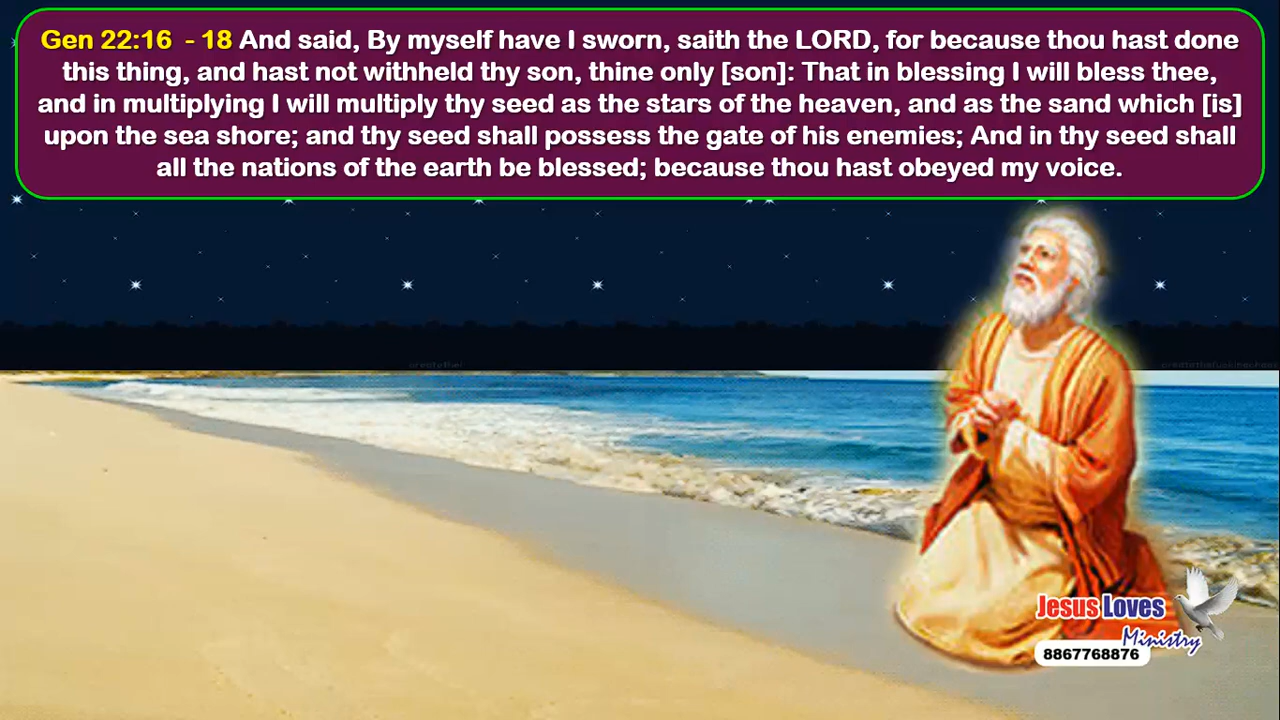 Gen 22:16  - 18 And said, By myself have I sworn, saith the LORD, for because thou hast done
this thing, and hast not withheld thy son, thine only [son]: That in blessing I will bless thee,
and in multiplying I will multiply thy seed as the stars of the heaven, and as the sand which [is]
upon the sea shore; and thy seed shall possess the gate of his enemies; And in thy seed shall
all the nations of the earth be blessed; because thou hast obeyed my voice.
Jesus Loves
Ministry
8867768876